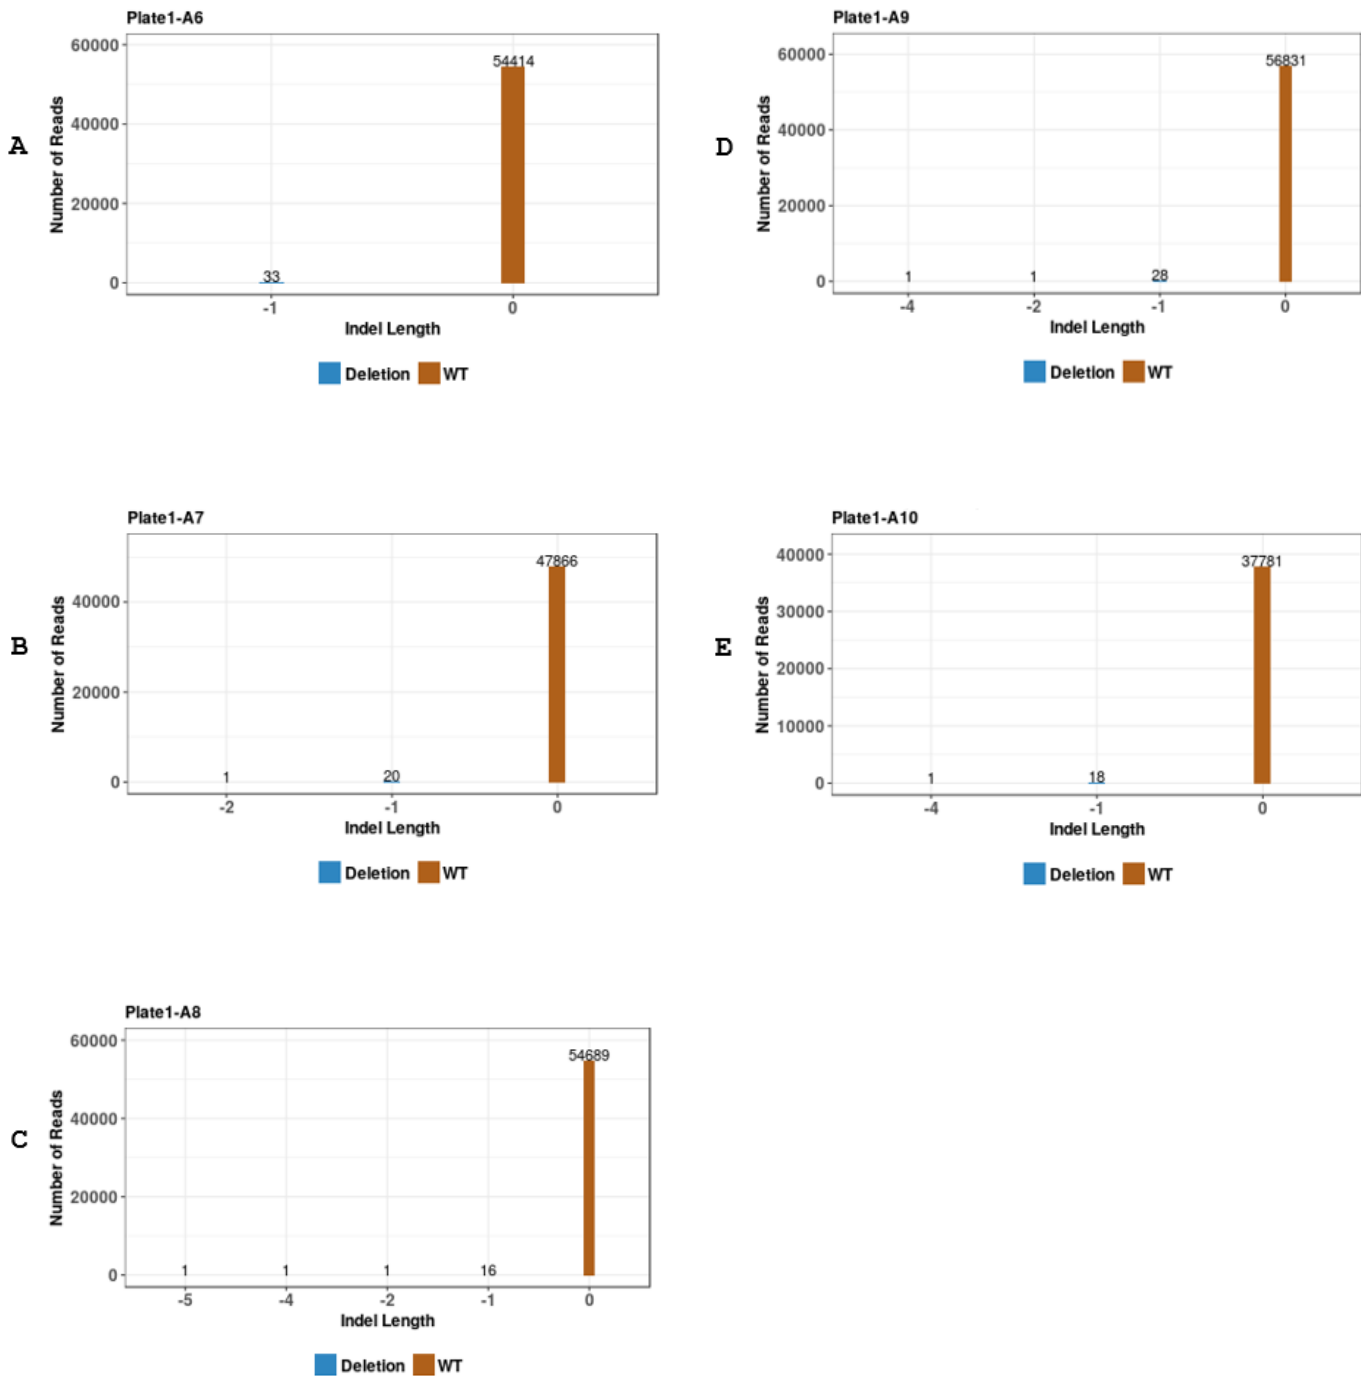 Plate1-A6
60000
54414
40000
A
Number of Reads
20000
33
0
-1 0
Indel Length
Deletion WT
Plate1-A7
47866
40000
B
Number of Reads
20000
1 20
0
-2 -1 0
Indel Length
Deletion WT
Plate1-A8
60000
54689
40000
C
Number of Reads
20000
1 1 1 16
0
-5 -4 -2 -1 0
Indel Length
Deletion WT
Plate1-A9
60000
56831
40000
D
Number of Reads
20000
1 1 28
0
-4 -2 -1 0
Indel Length
Deletion WT
Plate1-A10
40000
37781
30000
E
Number of Reads
20000
10000
1 18
0
-4 -1 0
Indel Length
Deletion WT